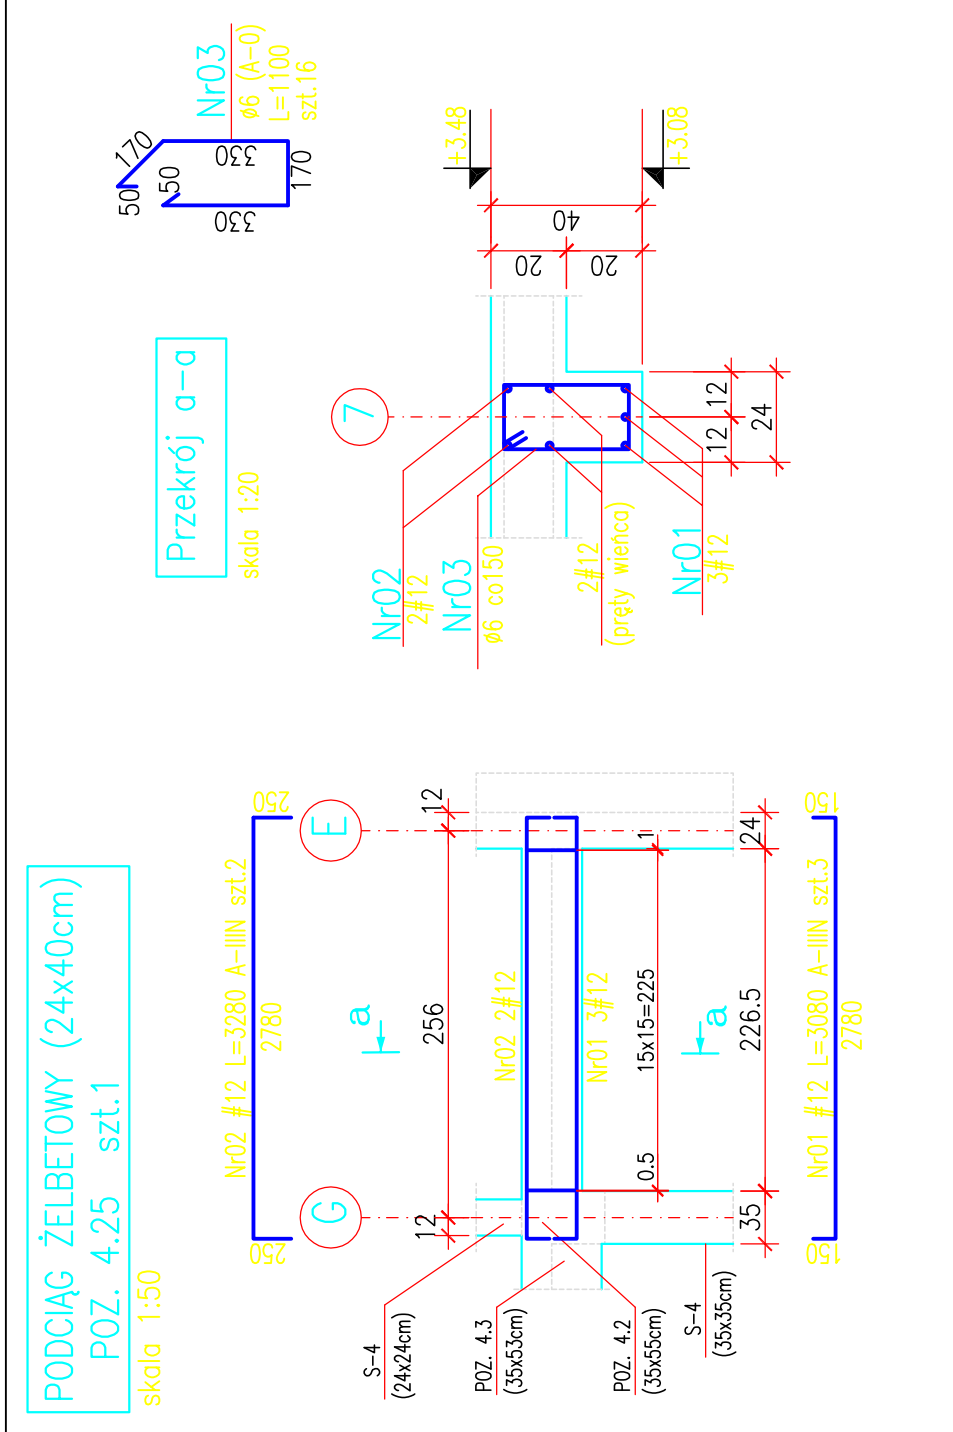 PODCIĄG ŻELBETOWY (24x40cm)
POZ. 4.25 szt.1
skala 1:50
250
Nr02 #12 L=3280 A-IIIN szt.2
250
2780
G
E
a
12
256
12
Nr02 2#12
Nr01 3#12
0.5
15x15=225
1
a
35
226.5
24
150
Nr01 #12 L=3080 A-IIIN szt.3
150
2780
S-4
(24x24cm)
POZ. 4.3
(35x53cm)
POZ. 4.2
(35x55cm)
S-4
(35x35cm)
Przekrój a-a
skala 1:20
7
Nr02
2#12
Nr03
ø6 co150
2#12
(pręty wieńca)
Nr01
3#12
20
20
40
+3.48
+3.08
12
12
24
170
50
50
330
330
170
Nr03
ø6 (A-0)
L=1100
szt.16